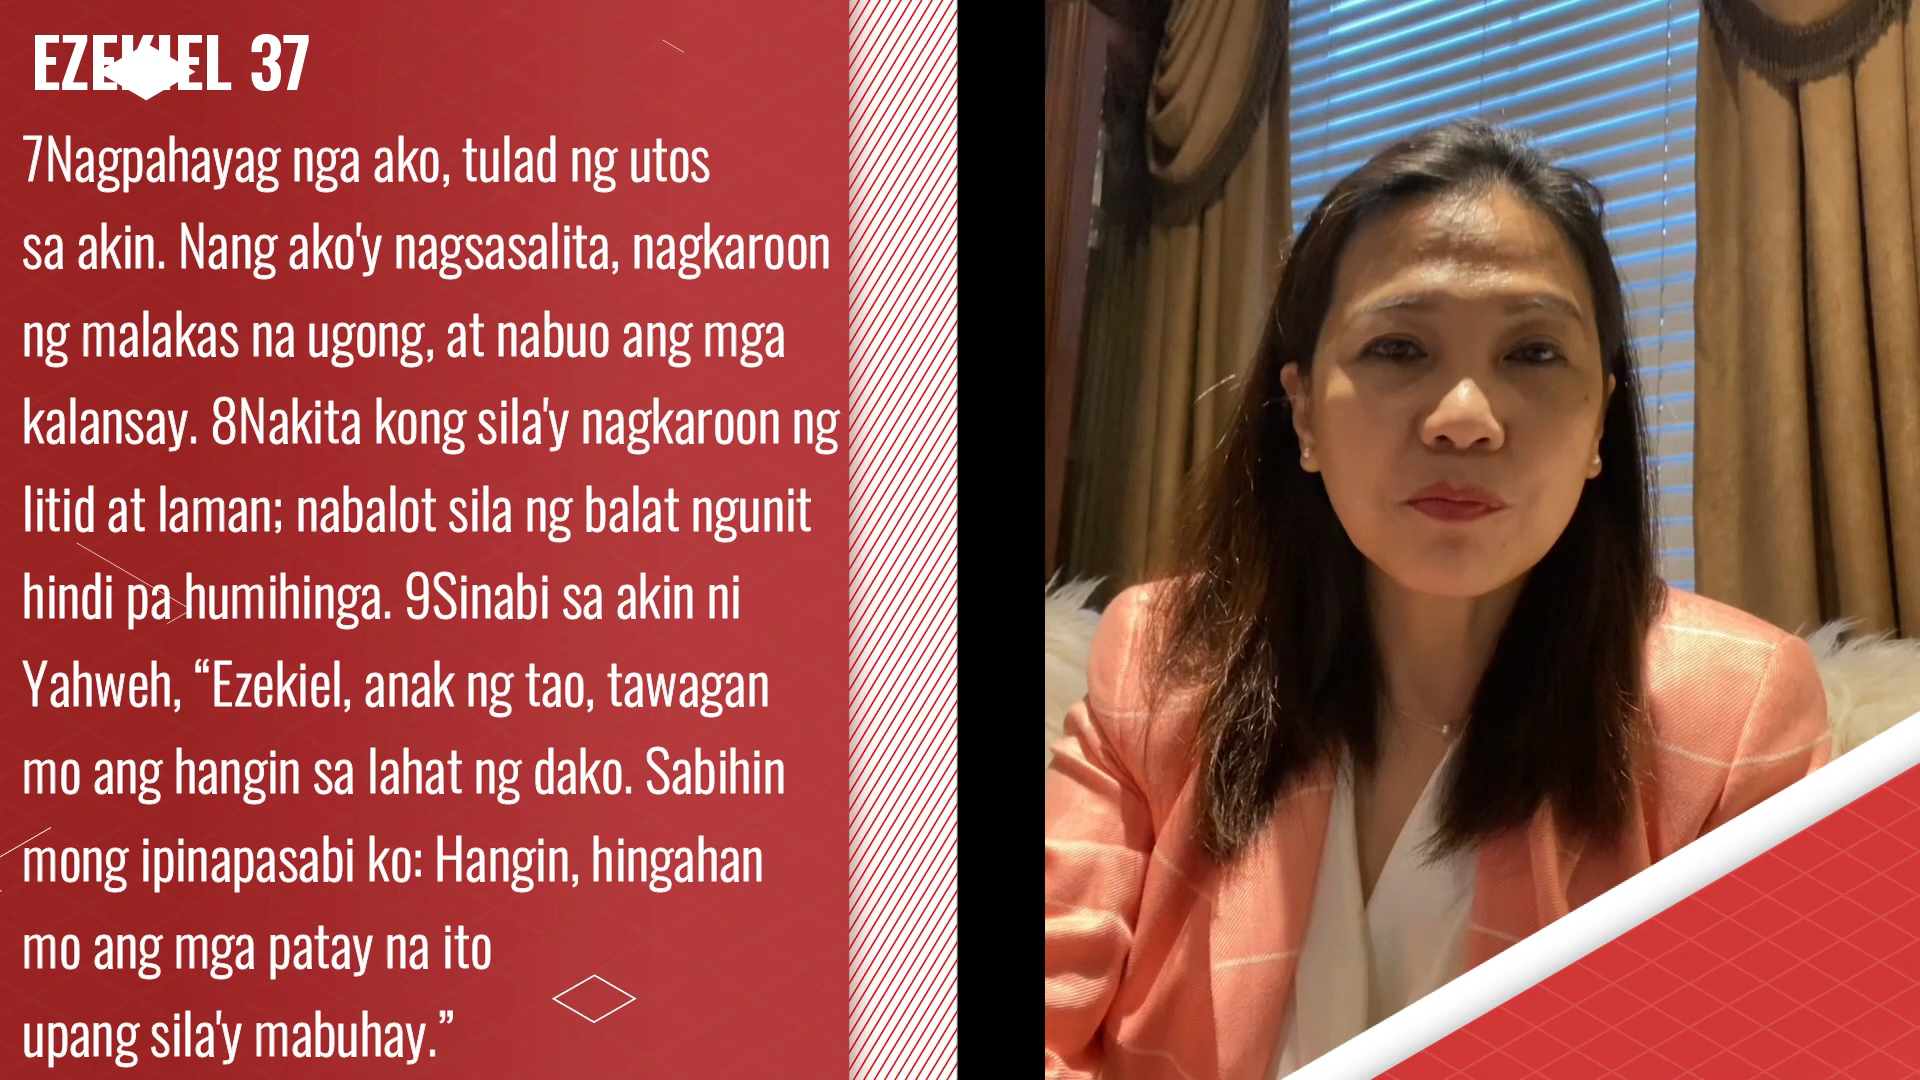 EZEKIEL 37
7Nagpahayag nga ako, tulad ng utos
sa akin. Nang ako'y nagsasalita, nagkaroon
ng malakas na ugong, at nabuo ang mga
kalansay. 8Nakita kong sila'y nagkaroon ng
litid at laman; nabalot sila ng balat ngunit
hindi pa humihinga. 9Sinabi sa akin ni
Yahweh, “Ezekiel, anak ng tao, tawagan
mo ang hangin sa lahat ng dako. Sabihin
mong ipinapasabi ko: Hangin, hingahan
mo ang mga patay na ito
upang sila'y mabuhay.”